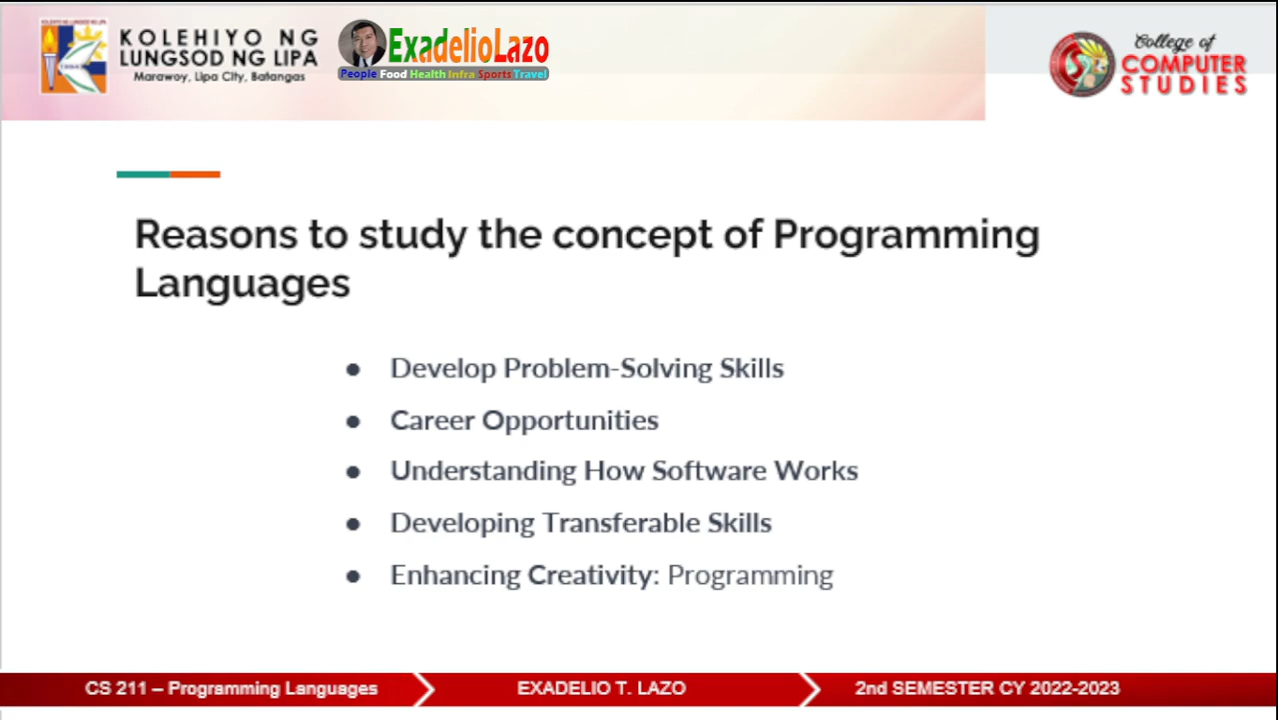 KOLEHIYO NG
LUNGSOD NG LIPA
Marawoy, Lipa City, Batangas
ExadelioLazo
People Food Health Infra Sports Travel
College of
COMPUTER
STUDIES
Reasons to study the concept of Programming
Languages
● Develop Problem-Solving Skills
● Career Opportunities
● Understanding How Software Works
● Developing Transferable Skills
● Enhancing Creativity: Programming
CS 211 – Programming Languages
EXADELIO T. LAZO
2nd SEMESTER CY 2022-2023